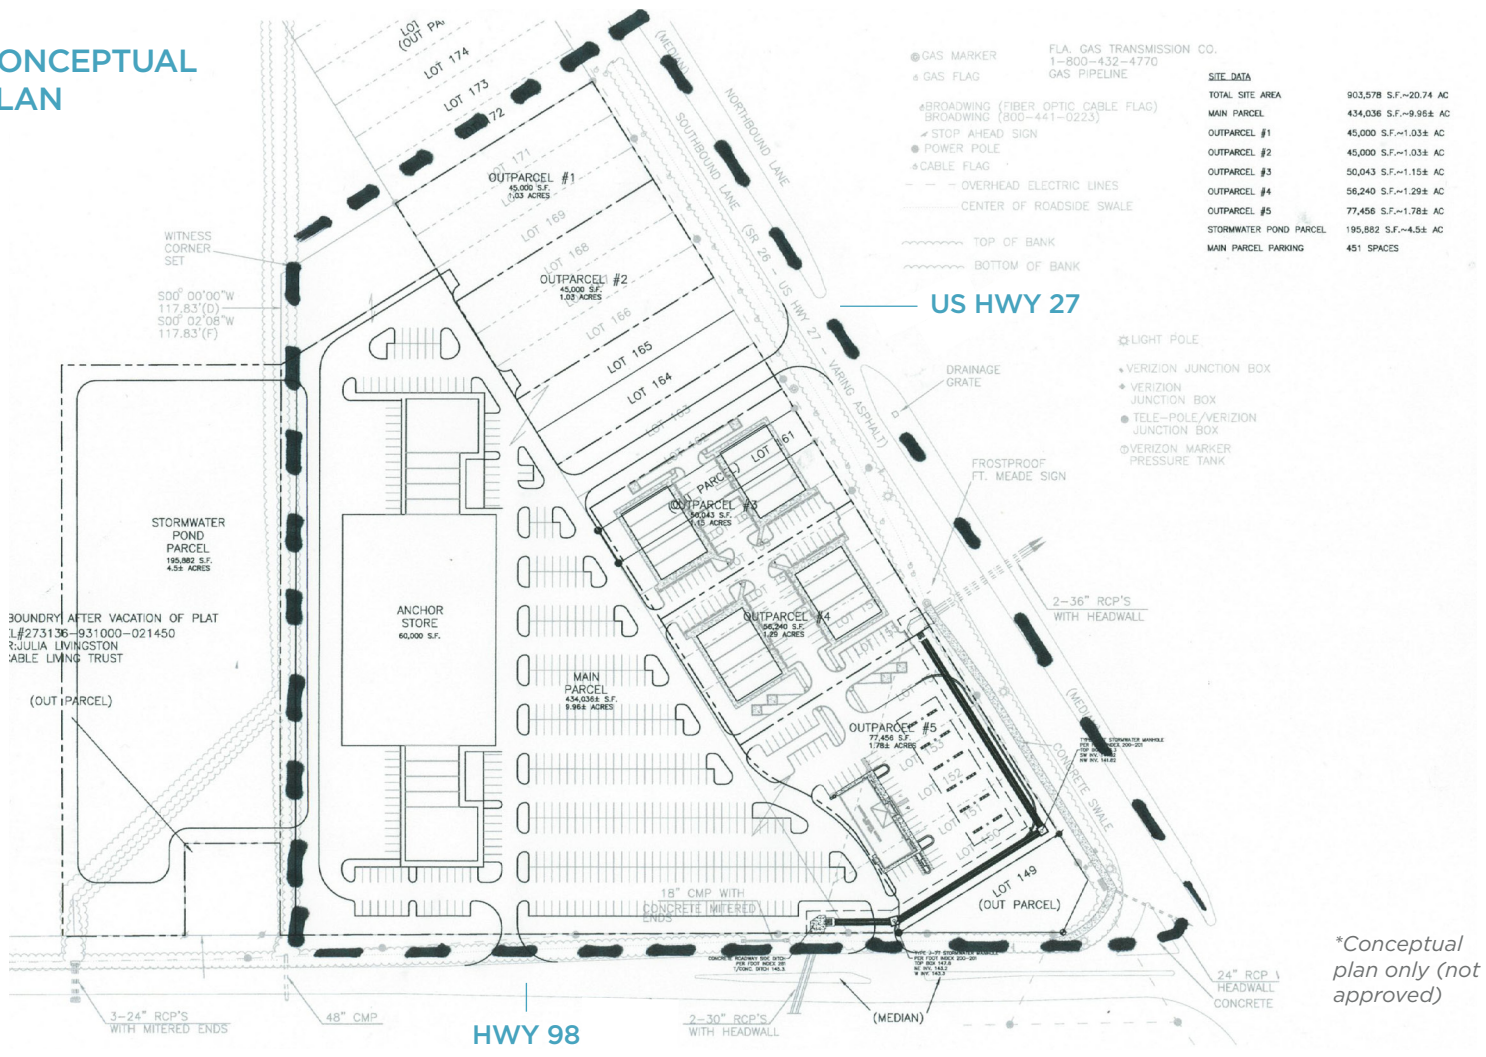 ONCEPTUAL
LAN
LOT
(OUT PA
LOT 174
LOT 173
72
LOT 171
OUTPARCEL #1
45,000 S.F.
1.03 ACRES
LOT 169
LOT 168
OUTPARCEL #2
45,000 S.F.
1.03 ACRES
LOT 166
LOT 165
LOT 164
LOT 163
LOT 161
(MEDIAN)
NORTHBOUND LANE
SOUTHBOUND LANE
(SR 26 - US HWY 27 - VARING ASPHALT)
GAS MARKER
GAS FLAG
FLA. GAS TRANSMISSION CO.
1-800-432-4770
GAS PIPELINE
BROADWING (FIBER OPTIC CABLE FLAG)
BROADWING (800-441-0223)
STOP AHEAD SIGN
POWER POLE
CABLE FLAG
OVERHEAD ELECTRIC LINES
CENTER OF ROADSIDE SWALE
TOP OF BANK
BOTTOM OF BANK
SITE DATA
TOTAL SITE AREA 903,578 S.F.~20.74 AC
MAIN PARCEL 434,036 S.F.~9.96± AC
OUTPARCEL #1 45,000 S.F.~1.03± AC
OUTPARCEL #2 45,000 S.F.~1.03± AC
OUTPARCEL #3 50,043 S.F.~1.15± AC
OUTPARCEL #4 56,240 S.F.~1.29± AC
OUTPARCEL #5 77,456 S.F.~1.78± AC
STORMWATER POND PARCEL 195,882 S.F.~4.5± AC
MAIN PARCEL PARKING 451 SPACES
US HWY 27
LIGHT POLE
VERIZION JUNCTION BOX
VERIZION
JUNCTION BOX
TELE-POLE/VERIZION
JUNCTION BOX
VERIZON MARKER
PRESSURE TANK
DRAINAGE
GRATE
FROSTPROOF
FT. MEADE SIGN
WITNESS
CORNER
SET
S00° 00'00"W
117.83'(D)
S00° 02'08"W
117.83'(F)
STORMWATER
POND
PARCEL
195,882 S.F.
4.5± ACRES
BOUNDRY AFTER VACATION OF PLAT
L#273136-931000-021450
R:JULIA LIVINGSTON
CABLE LIVING TRUST
(OUT PARCEL)
ANCHOR
STORE
60,000 S.F.
MAIN
PARCEL
434,036± S.F.
9.96± ACRES
OUTPARCEL #3
50,043 S.F.
1.15 ACRES
OUTPARCEL #4
56,240 S.F.
1.29 ACRES
OUTPARCEL #5
77,456 S.F.
1.78± ACRES
LOT 152
LOT 150
2-36" RCP'S
WITH HEADWALL
CONCRETE SWALE
LOT 149
(OUT PARCEL)
18" CMP WITH
CONCRETE MITERED
ENDS
3-24" RCP'S
WITH MITERED ENDS
48" CMP
HWY 98
2-30" RCP'S
WITH HEADWALL
(MEDIAN)
24" RCP
HEADWALL
CONCRETE
*Conceptual
plan only (not
approved)